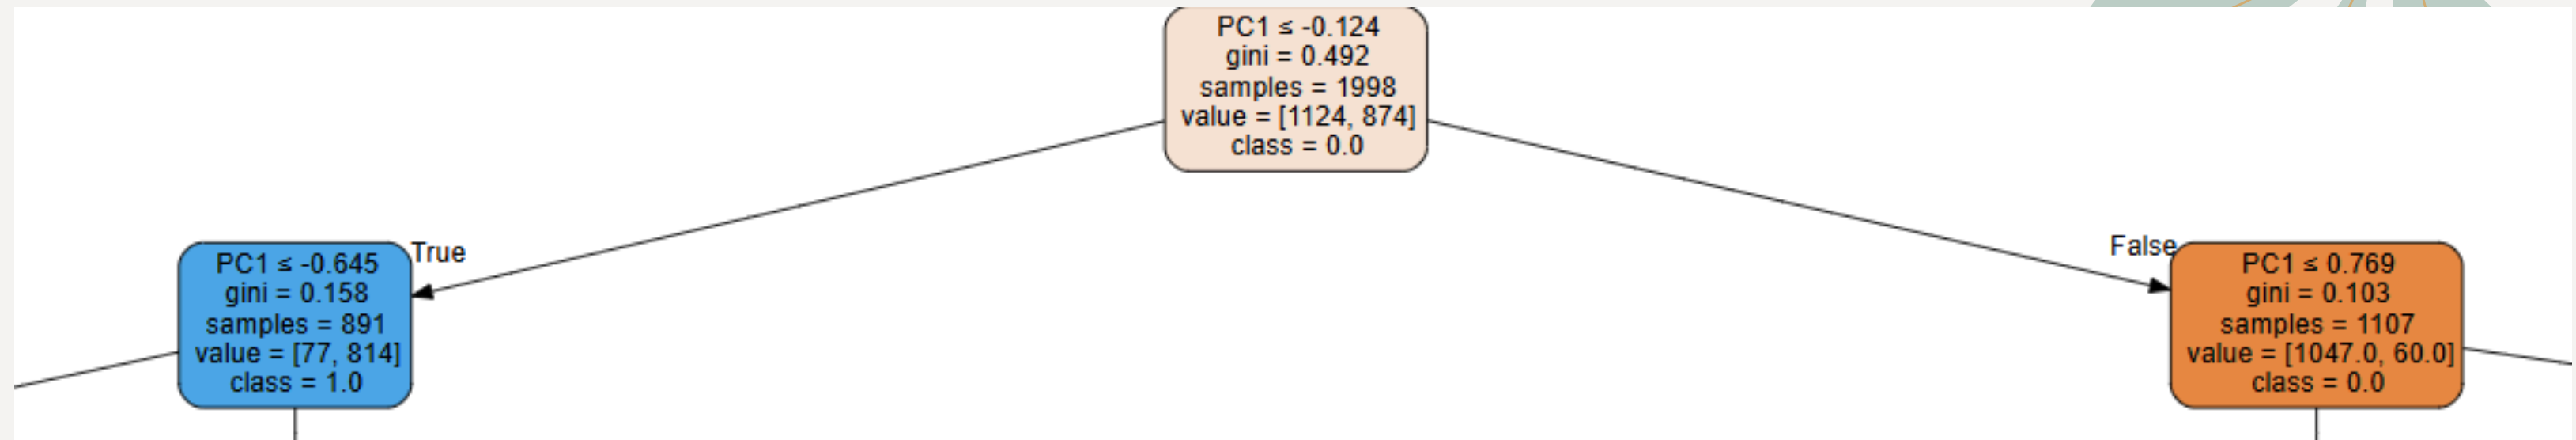 PC1 ≤ -0.124
gini = 0.492
samples = 1998
value = [1124, 874]
class = 0.0
True
False
PC1 ≤ -0.645
gini = 0.158
samples = 891
value = [77, 814]
class = 1.0
PC1 ≤ 0.769
gini = 0.103
samples = 1107
value = [1047.0, 60.0]
class = 0.0